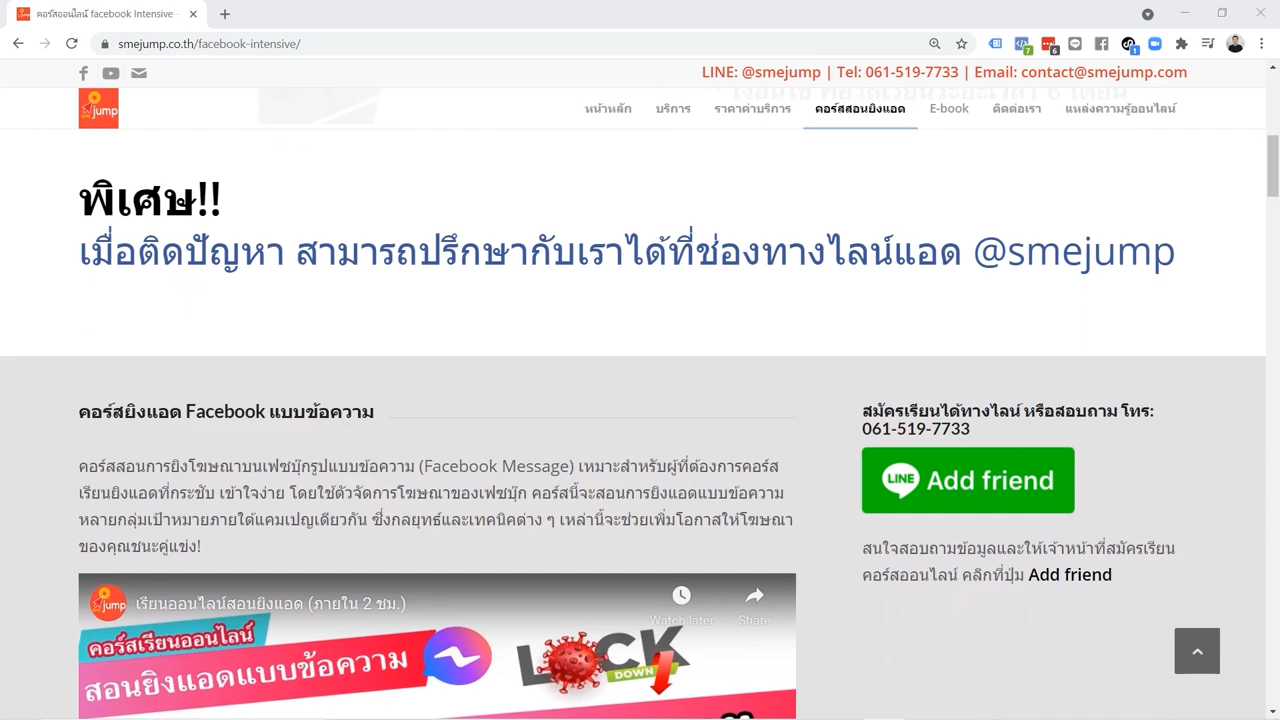 คอร์สออนไลน์ facebook Intensive
smejump.co.th/facebook-intensive/
7
6
1
LINE: @smejump | Tel: 061-519-7733 | Email: contact@smejump.com
jump
หน้าหลัก บริการ ราคาค่าบริการ คอร์สสอนยิงแอด E-book ติดต่อเรา แหล่งความรู้ออนไลน์
พิเศษ!!
เมื่อติดปัญหา สามารถปรึกษากับเราได้ที่ช่องทางไลน์แอด @smejump
คอร์สยิงแอด Facebook แบบข้อความ
คอร์สสอนการยิงโฆษณาบนเฟซบุ๊กรูปแบบข้อความ (Facebook Message) เหมาะสำหรับผู้ที่ต้องการคอร์ส
เรียนยิงแอดที่กระชับ เข้าใจง่าย โดยใช้ตัวจัดการโฆษณาของเฟซบุ๊ก คอร์สนี้จะสอนการยิงแอดแบบข้อความ
หลายกลุ่มเป้าหมายภายใต้แคมเปญเดียวกัน ซึ่งกลยุทธ์และเทคนิคต่าง ๆ เหล่านี้จะช่วยเพิ่มโอกาสให้โฆษณา
ของคุณชนะคู่แข่ง!
jump เรียนออนไลน์สอนยิงแอด (ภายใน 2 ชม.)
Watch later Share
คอร์สเรียนออนไลน์
สอนยิงแอดแบบข้อความ
LOCK
DOWN
สมัครเรียนได้ทางไลน์ หรือสอบถาม โทร:
061-519-7733
LINE Add friend
สนใจสอบถามข้อมูลและให้เจ้าหน้าที่สมัครเรียน
คอร์สออนไลน์ คลิกที่ปุ่ม Add friend